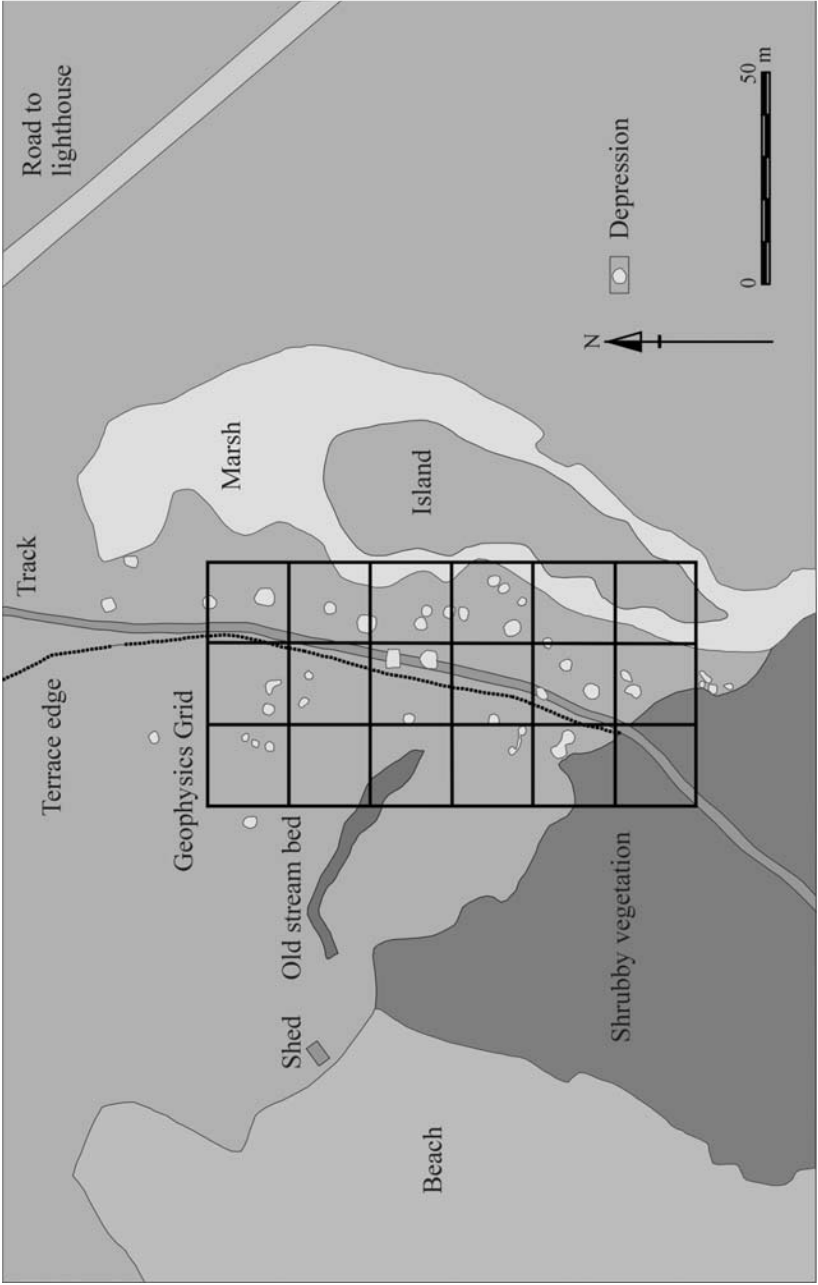 Road to
lighthouse
Track
Terrace edge
Marsh
Geophysics Grid
Island
Old stream bed
Shed
Beach
Shrubby vegetation
Depression
N
0 50 m